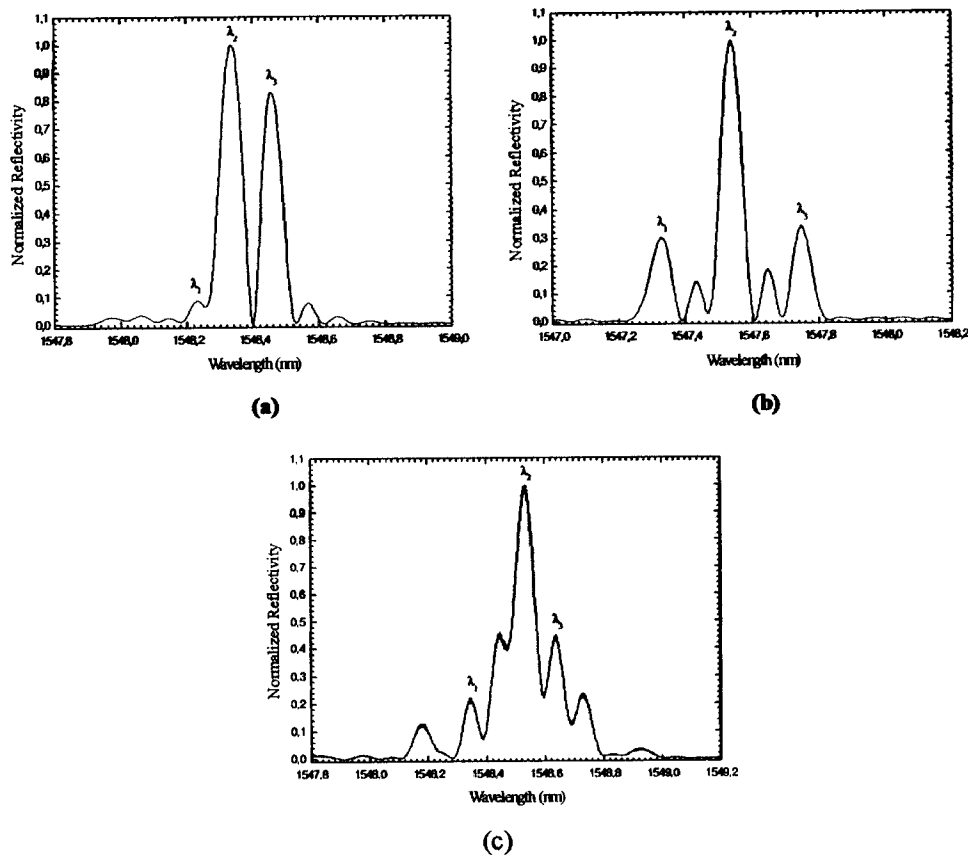 1,1
1,0
0,9
0,8
0,7
0,6
0,5
0,4
0,3
0,2
0,1
0,0
Normalized Reflectivity
λ₂
λ₃
λ₁
1547,8 1548,0 1548,2 1548,4 1548,6 1548,8 1549,0
Wavelength (nm)
(a)
1,1
1,0
0,9
0,8
0,7
0,6
0,5
0,4
0,3
0,2
0,1
0,0
Normalized Reflectivity
λ₂
λ₁
λ₃
1547,0 1547,2 1547,4 1547,6 1547,8 1548,0 1548,2
Wavelength (nm)
(b)
1,1
1,0
0,9
0,8
0,7
0,6
0,5
0,4
0,3
0,2
0,1
0,0
Normalized Reflectivity
λ₂
λ₃
λ₁
1547,8 1548,0 1548,2 1548,4 1548,6 1548,8 1549,0 1549,2
Wavelength (nm)
(c)